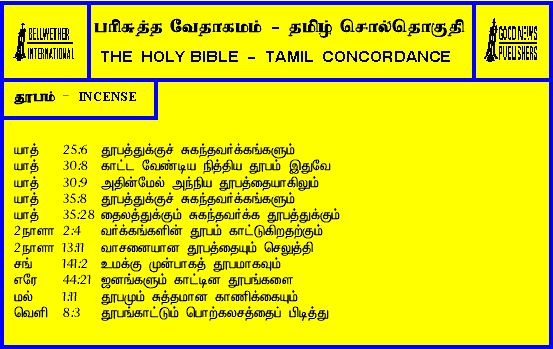 BELLWETHER
INTERNATIONAL
பரிசுத்த வேதாகமம் - தமிழ் சொல்தொகுதி
THE HOLY BIBLE - TAMIL CONCORDANCE
GOOD NEWS
PUBLISHERS
தூபம் - INCENSE
யாத் 25:6 தூபத்துக்குச் சுகந்தவர்க்கங்களும்
யாத் 30:8 காட்ட வேண்டிய நித்திய தூபம் இதுவே
யாத் 30:9 அதின்மேல் அந்நிய தூபத்தையாகிலும்
யாத் 35:8 தூபத்துக்குச் சுகந்தவர்க்கங்களும்
யாத் 35:28 தைலத்துக்கும் சுகந்தவர்க்க தூபத்துக்கும்
2நாளா 2:4 வர்க்கங்களின் தூபம் காட்டுகிறதற்கும்
2நாளா 13:11 வாசனையான தூபத்தையும் செலுத்தி
சங் 141:2 உமக்கு முன்பாகத் தூபமாகவும்
எரே 44:21 ஜனங்களும் காட்டின தூபங்களை
மல் 1:11 தூபமும் சுத்தமான காணிக்கையும்
வெளி 8:3 தூபங்காட்டும் பொற்கலசத்தைப் பிடித்து